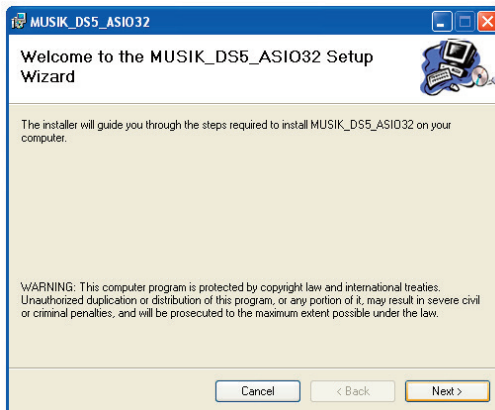 MUSIK_DS5_ASIO32
Welcome to the MUSIK_DS5_ASIO32 Setup
Wizard
The installer will guide you through the steps required to install MUSIK_DS5_ASIO32 on your
computer.
WARNING: This computer program is protected by copyright law and international treaties.
Unauthorized duplication or distribution of this program, or any portion of it, may result in severe civil
or criminal penalties, and will be prosecuted to the maximum extent possible under the law.
Cancel < Back Next >